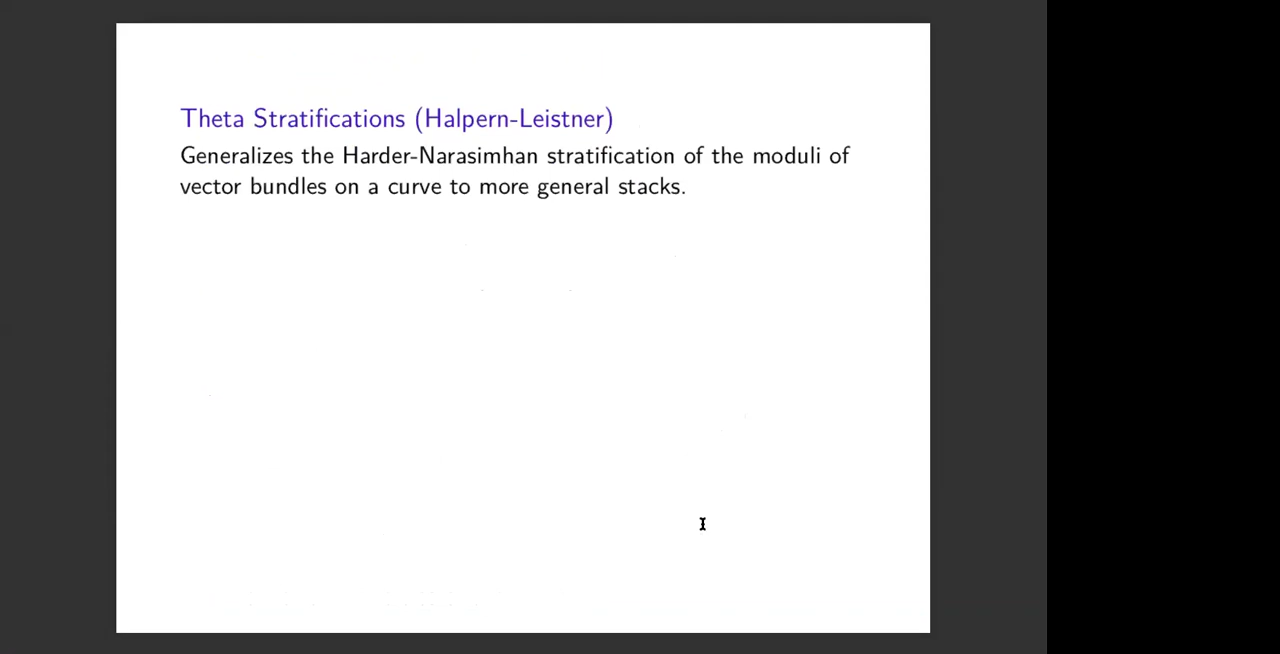 Theta Stratifications (Halpern-Leistner)
Generalizes the Harder-Narasimhan stratification of the moduli of
vector bundles on a curve to more general stacks.